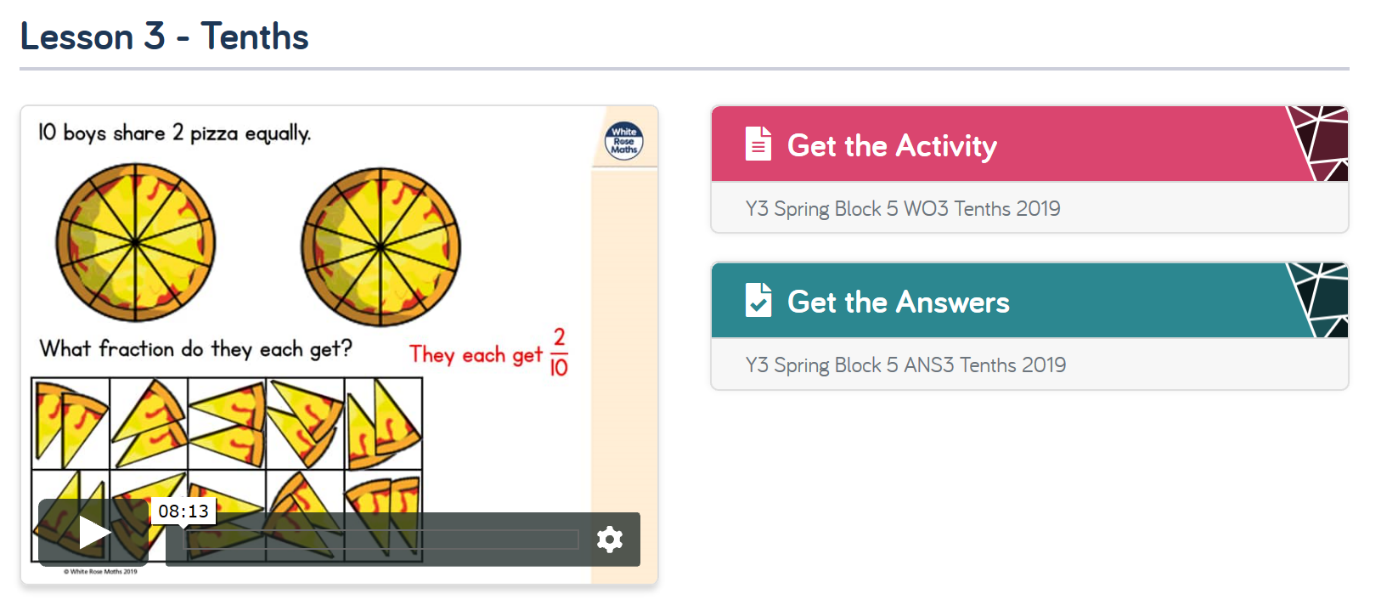 Lesson 3 - Tenths
10 boys share 2 pizza equally.
White
Rose
Maths
What fraction do they each get?
They each get 2/10
08:13
© White Rose Maths 2019
Get the Activity
Y3 Spring Block 5 WO3 Tenths 2019
Get the Answers
Y3 Spring Block 5 ANS3 Tenths 2019